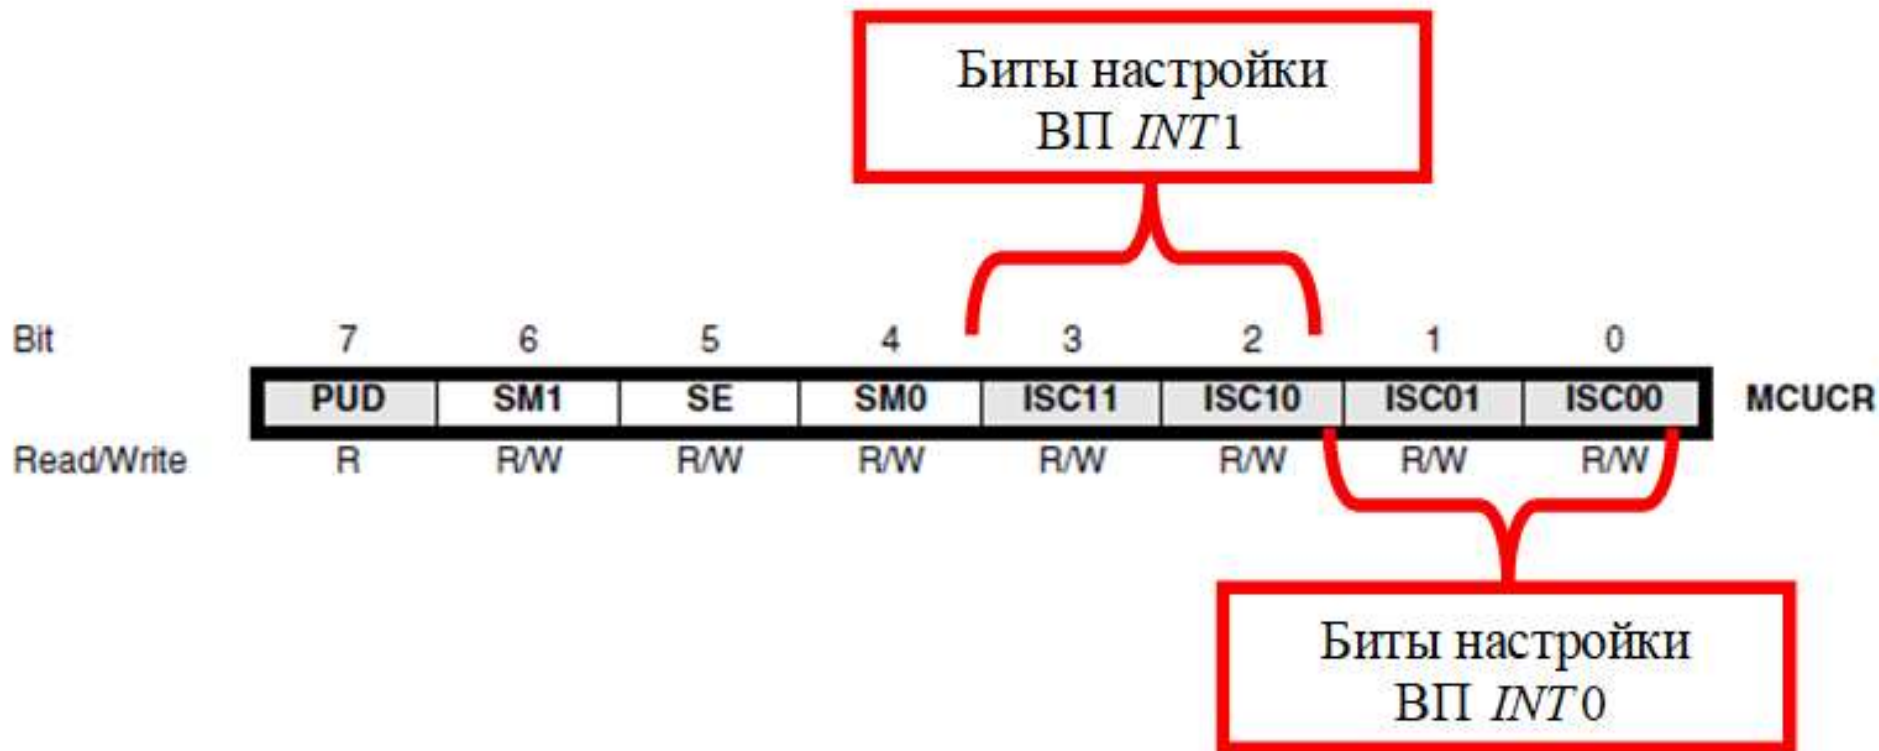 Биты настройки
ВП INT1
Bit 7 6 5 4 3 2 1 0
PUD SM1 SE SM0 ISC11 ISC10 ISC01 ISC00 MCUCR
Read/Write R R/W R/W R/W R/W R/W R/W R/W
Биты настройки
ВП INT0